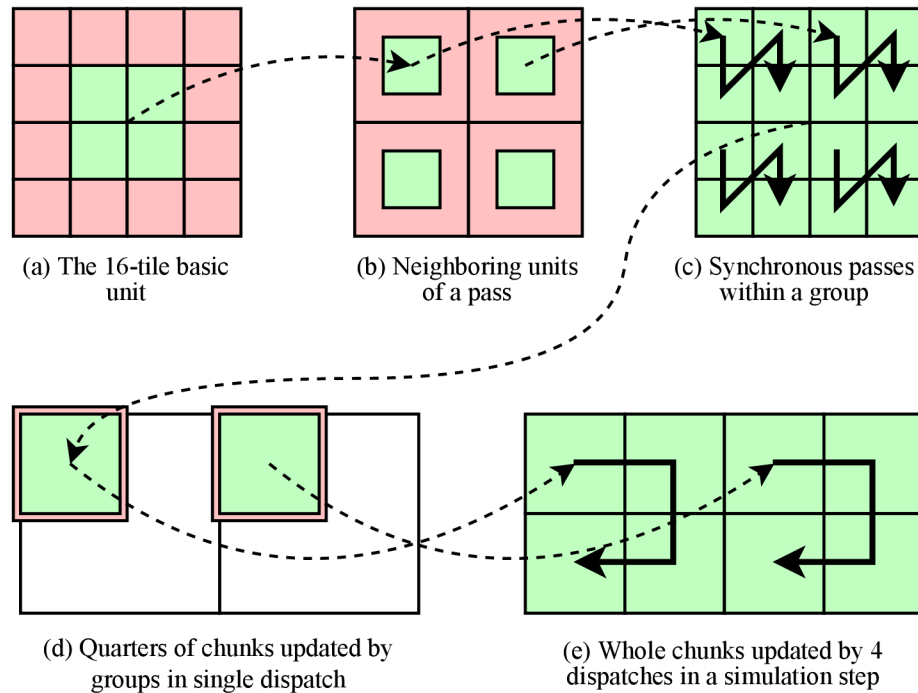 (a) The 16-tile basic
unit
(b) Neighboring units
of a pass
(c) Synchronous passes
within a group
(d) Quarters of chunks updated by
groups in single dispatch
(e) Whole chunks updated by 4
dispatches in a simulation step